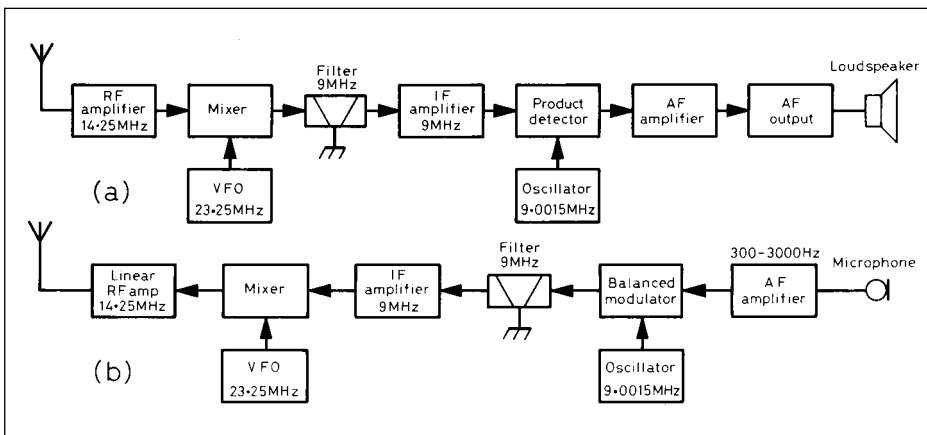 Loudspeaker
Filter
9MHz
RF
amplifier
14·25MHz
Mixer
IF
amplifier
9MHz
Product
detector
AF
amplifier
AF
output
VFO
23·25MHz
Oscillator
9·0015MHz
(a)
Filter
9MHz
300-3000Hz
Microphone
Linear
RF amp
14·25MHz
Mixer
IF
amplifier
9MHz
Balanced
modulator
AF
amplifier
VFO
23·25MHz
Oscillator
9·0015MHz
(b)